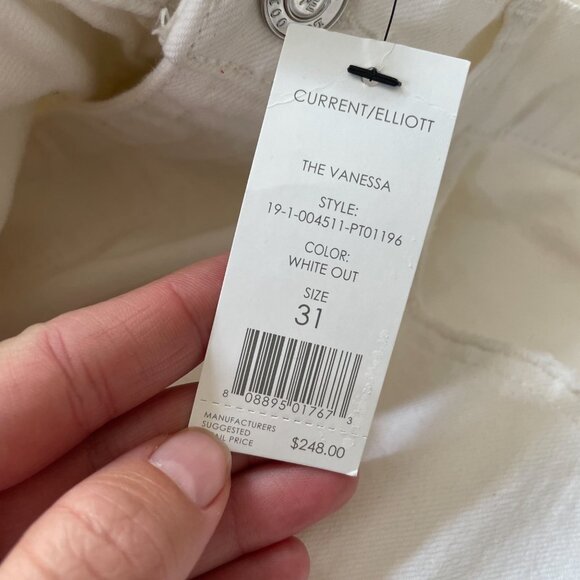 CURRENT/ELLIOTT
THE VANESSA
STYLE:
19-1-004511-PT01196
COLOR:
WHITE OUT
SIZE
31
8 08895 01767 3
MANUFACTURERS
SUGGESTED
PRICE
$248.00